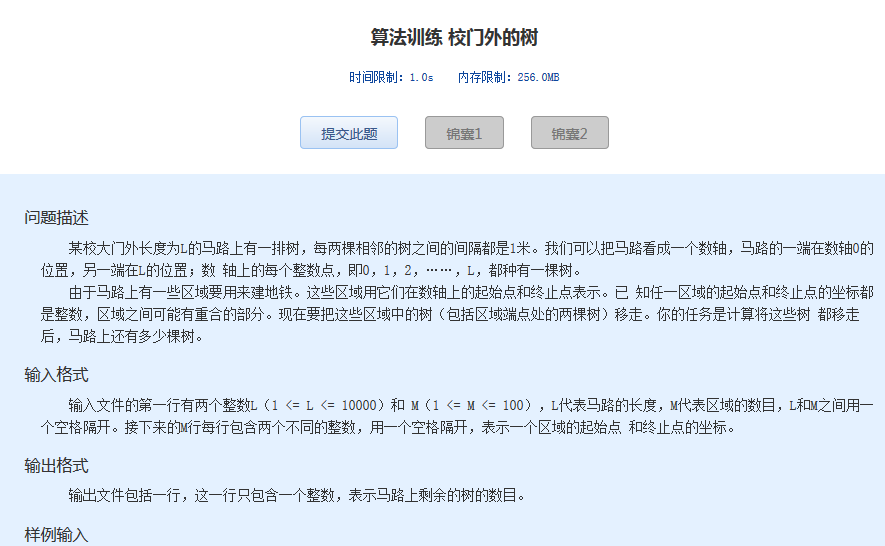 算法训练 校门外的树
时间限制：1.0s 内存限制：256.0MB
提交此题 锦囊1 锦囊2
问题描述
某校大门外长度为L的马路上有一排树，每两棵相邻的树之间的间隔都是1米。我们可以把马路看成一个数轴，马路的一端在数轴0的
位置，另一端在L的位置；数 轴上的每个整数点，即0，1，2，……，L，都种有一棵树。
由于马路上有一些区域要用来建地铁。这些区域用它们在数轴上的起始点和终止点表示。已 知任一区域的起始点和终止点的坐标都
是整数，区域之间可能有重合的部分。现在要把这些区域中的树（包括区域端点处的两棵树）移走。你的任务是计算将这些树 都移走
后，马路上还有多少棵树。
输入格式
输入文件的第一行有两个整数L（1 <= L <= 10000）和 M（1 <= M <= 100），L代表马路的长度，M代表区域的数目，L和M之间用一
个空格隔开。接下来的M行每行包含两个不同的整数，用一个空格隔开，表示一个区域的起始点 和终止点的坐标。
输出格式
输出文件包括一行，这一行只包含一个整数，表示马路上剩余的树的数目。
样例输入